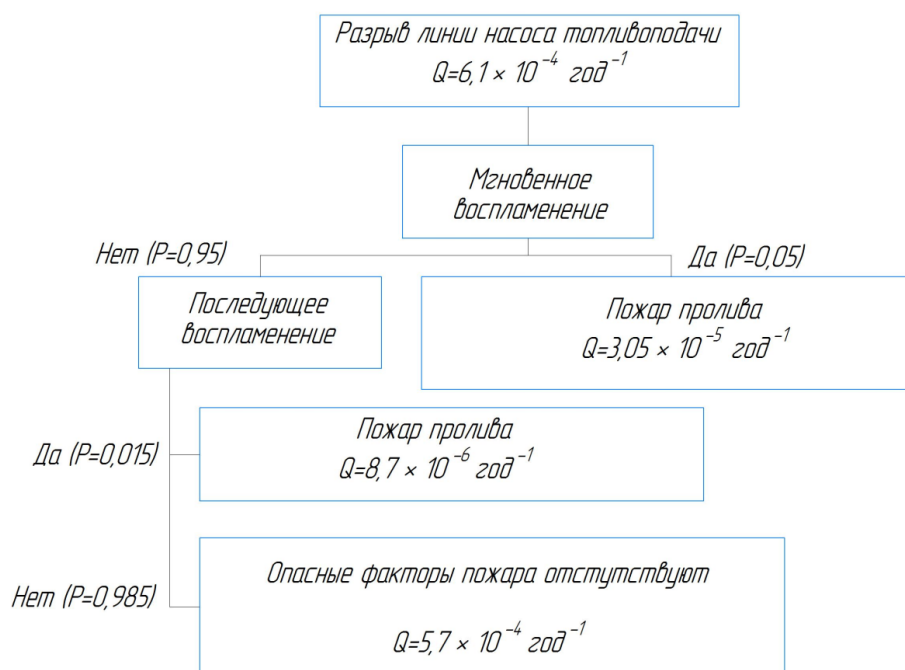 Разрыв линии насоса топливоподачи
Q=6,1 × 10⁻⁴ год⁻¹
Мгновенное
воспламенение
Нет (Р=0,95)
Да (Р=0,05)
Последующее
воспламенение
Пожар пролива
Q=3,05 × 10⁻⁵ год⁻¹
Да (Р=0,015)
Пожар пролива
Q=8,7 × 10⁻⁶ год⁻¹
Нет (Р=0,985)
Опасные факторы пожара отстутствуют
Q=5,7 × 10⁻⁴ год⁻¹